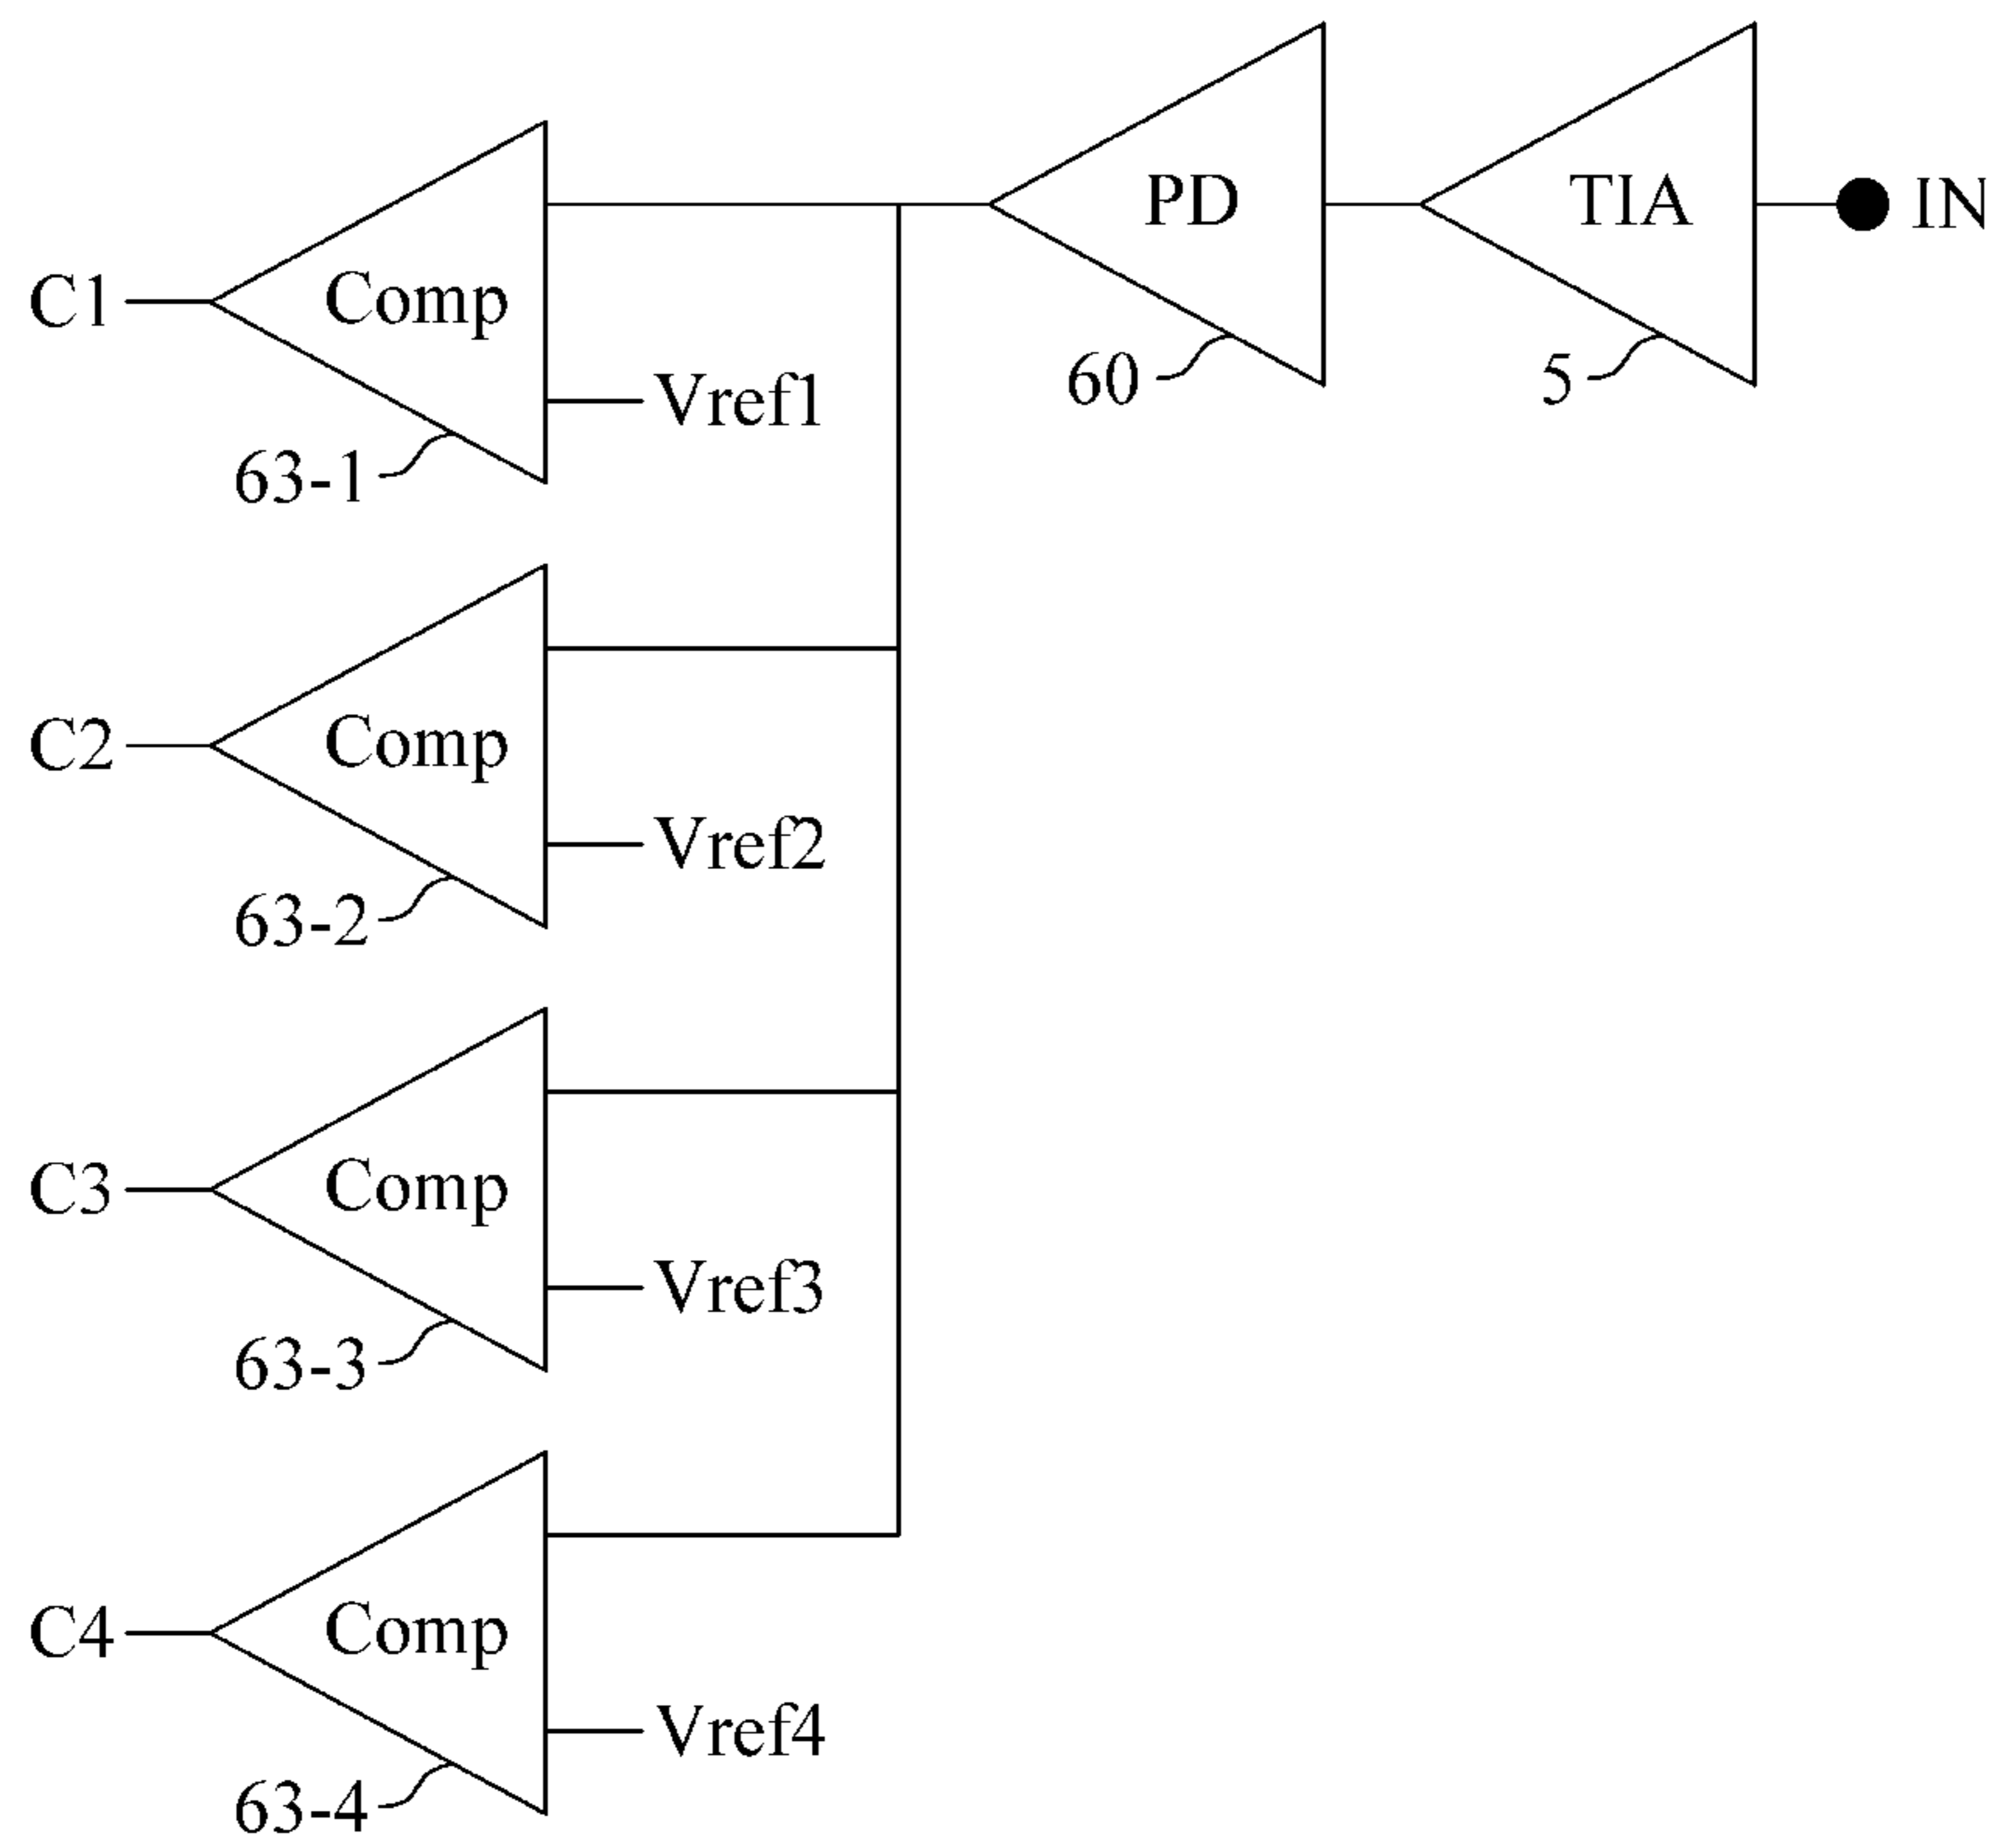 PD
TIA
IN
60
5
C1
Comp
Vref1
63-1
C2
Comp
Vref2
63-2
C3
Comp
Vref3
63-3
C4
Comp
Vref4
63-4